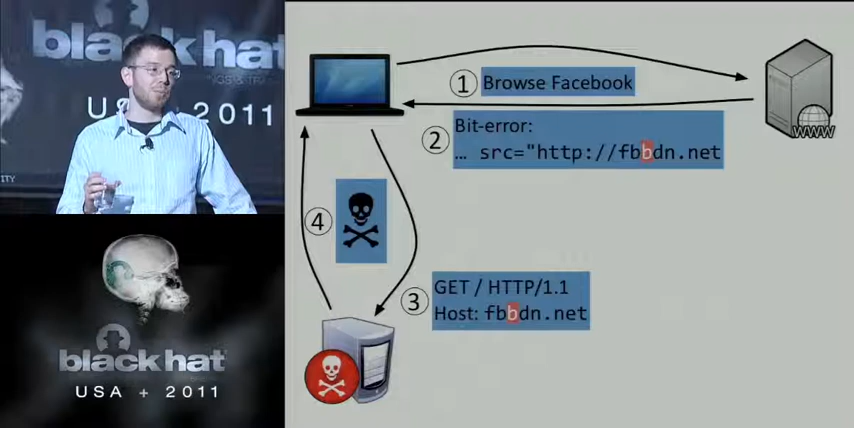 black hat
USA + 2011
black hat
USA + 2011
1 Browse Facebook
2 Bit-error:
... src="http://fbbdn.net
WWW
4
3 GET / HTTP/1.1
Host: fbbdn.net